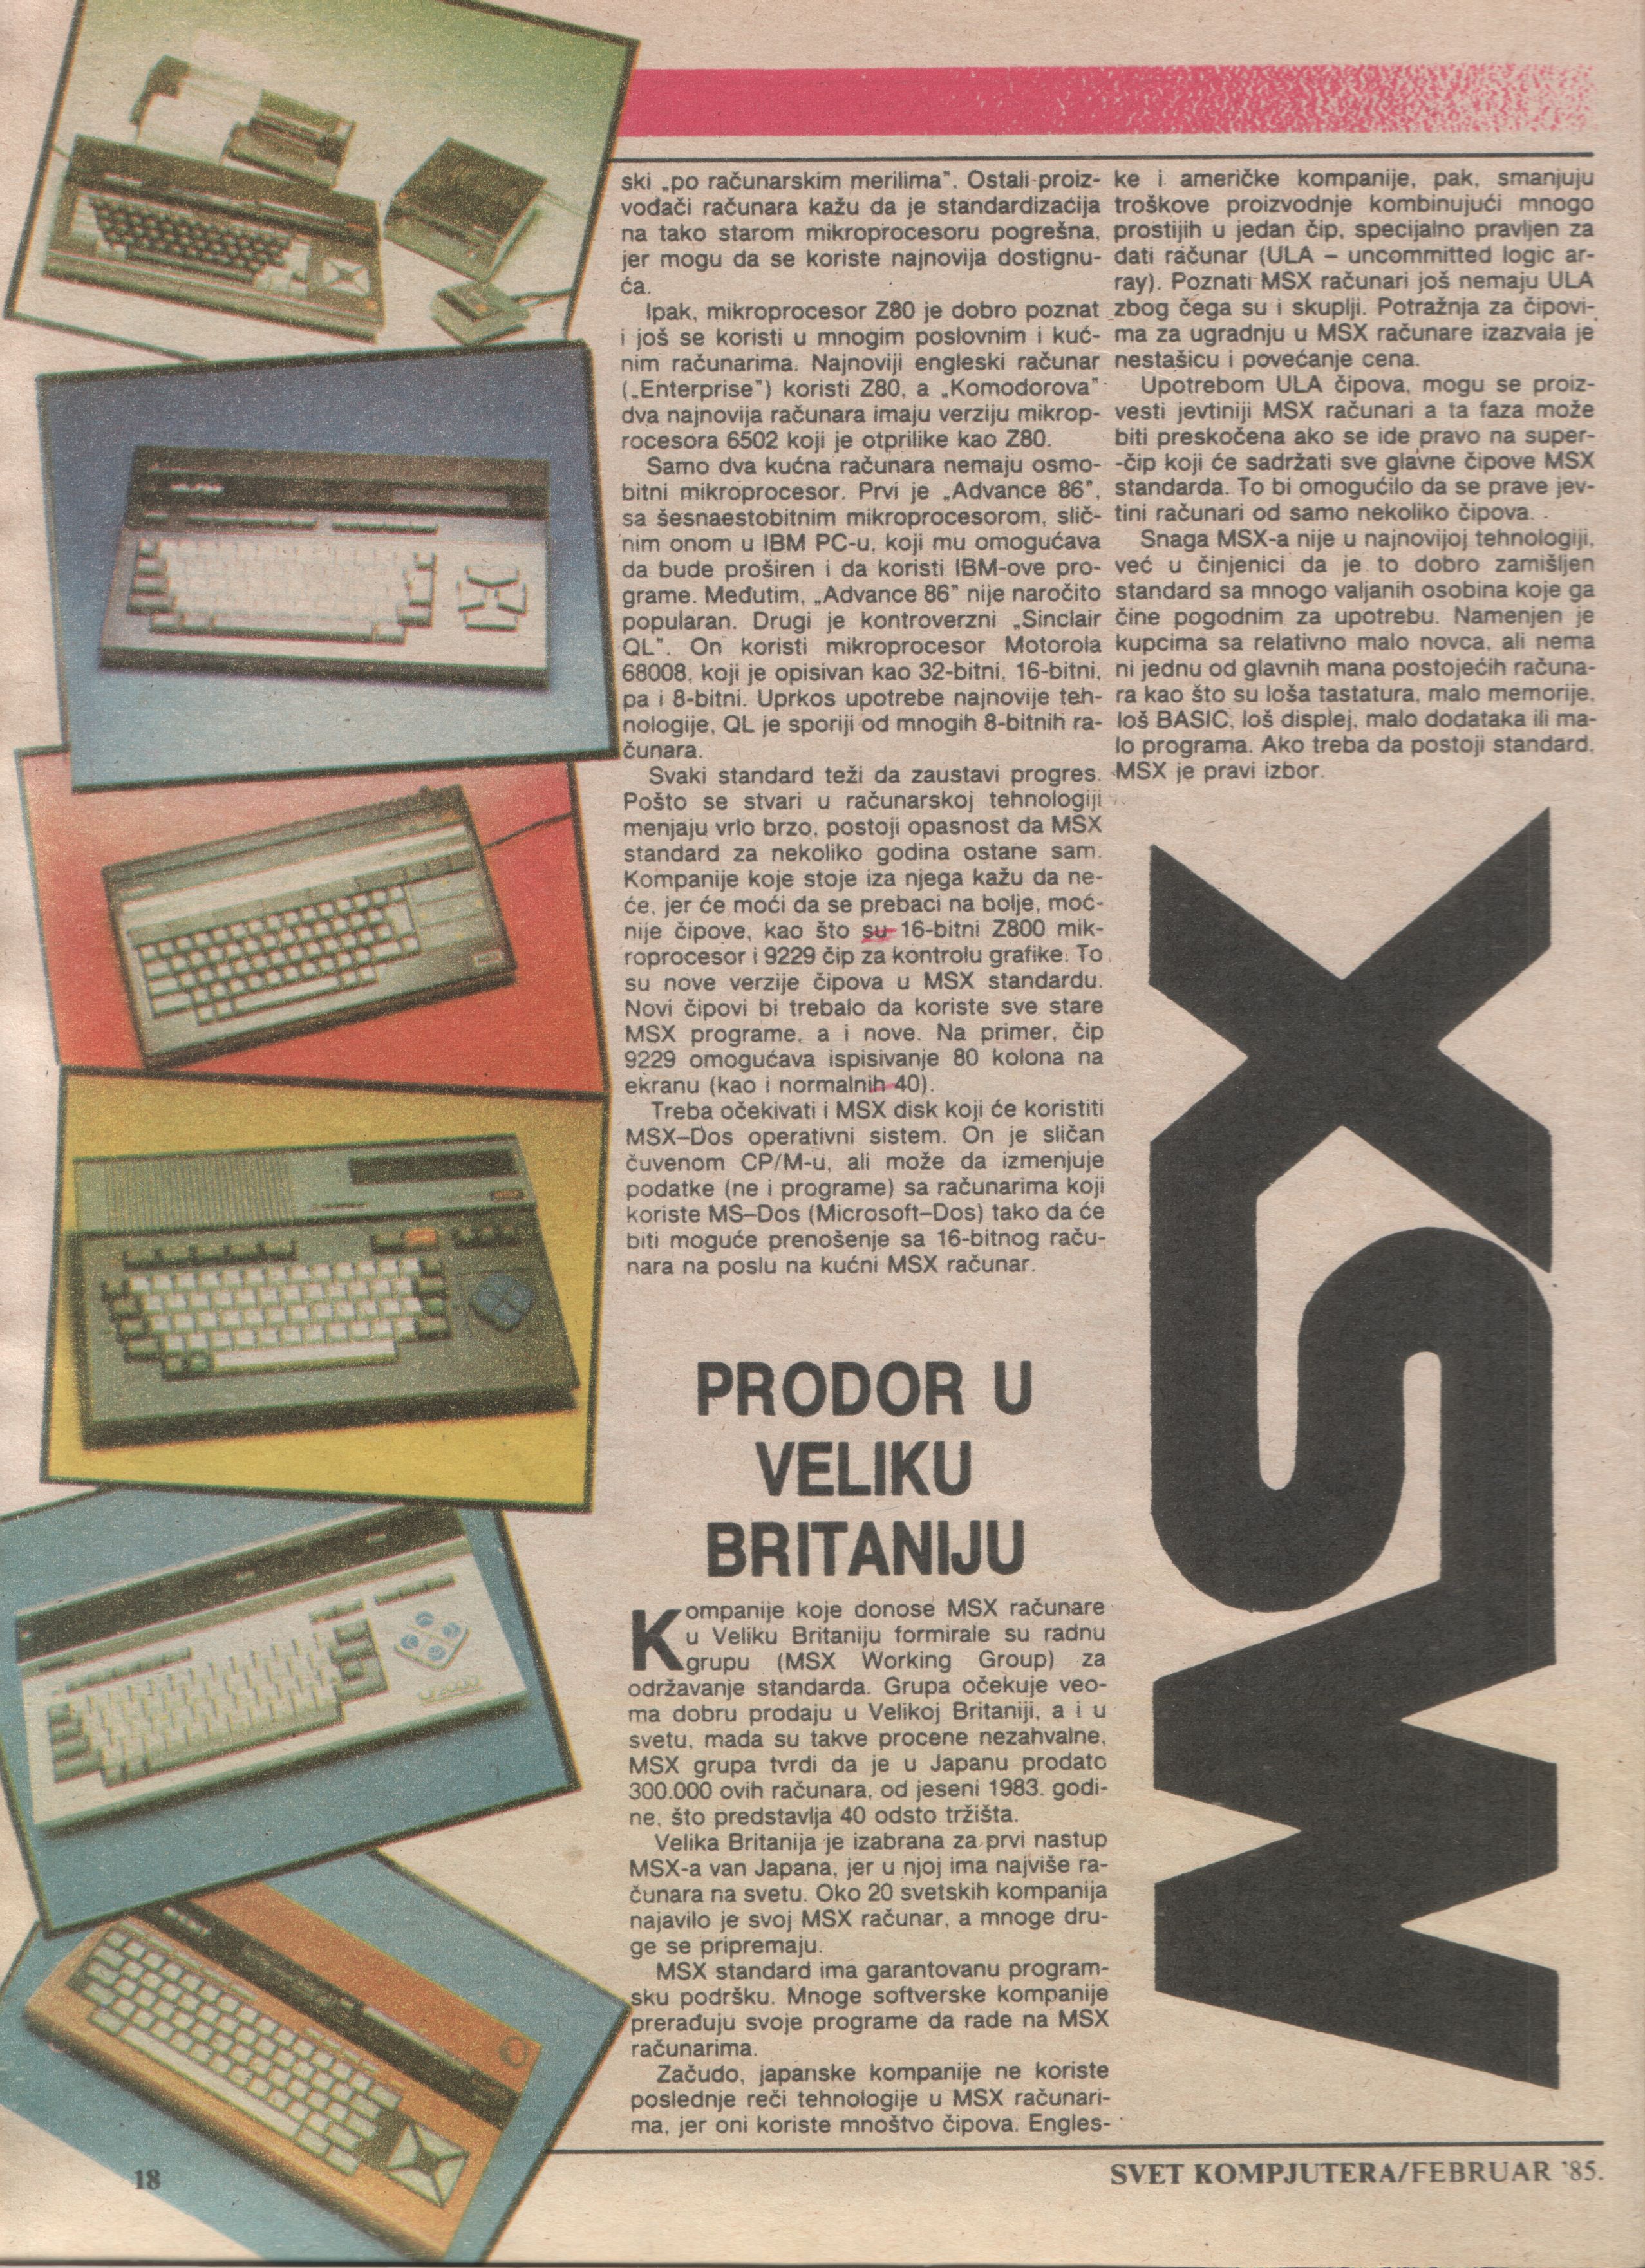 ski „po računarskim merilima". Ostali proiz-
vođači računara kažu da je standardizacija
na tako starom mikroprocesoru pogrešna,
jer mogu da se koriste najnovija dostignu-
ća.
Ipak, mikroprocesor Z80 je dobro poznat
i još se koristi u mnogim poslovnim i kuć-
nim računarima. Najnoviji engleski računar
(„Enterprise") koristi Z80, a „Komodorova"
dva najnovija računara imaju verziju mikrop-
rocesora 6502 koji je otprilike kao Z80.
Samo dva kućna računara nemaju osmo-
bitni mikroprocesor. Prvi je „Advance 86",
sa šesnaestobitnim mikroprocesorom, slič-
nim onom u IBM PC-u, koji mu omogućava
da bude proširen i da koristi IBM-ove pro-
grame. Međutim, „Advance 86" nije naročito
popularan. Drugi je kontroverzni „Sinclair
QL". On koristi mikroprocesor Motorola
68008, koji je opisivan kao 32-bitni, 16-bitni,
pa i 8-bitni. Uprkos upotrebe najnovije teh-
nologije, QL je sporiji od mnogih 8-bitnih ra-
čunara.
Svaki standard teži da zaustavi progres.
Pošto se stvari u računarskoj tehnologiji
menjaju vrlo brzo, postoji opasnost da MSX
standard za nekoliko godina ostane sam.
Kompanije koje stoje iza njega kažu da ne-
će, jer će moći da se prebaci na bolje, moć-
nije čipove, kao što su 16-bitni Z800 mik-
roprocesor i 9229 čip za kontrolu grafike. To
su nove verzije čipova u MSX standardu.
Novi čipovi bi trebalo da koriste sve stare
MSX programe, a i nove. Na primer, čip
9229 omogućava ispisivanje 80 kolona na
ekranu (kao i normalnih 40).
Treba očekivati i MSX disk koji će koristiti
MSX–Dos operativni sistem. On je sličan
čuvenom CP/M-u, ali može da izmenjuje
podatke (ne i programe) sa računarima koji
koriste MS–Dos (Microsoft–Dos) tako da će
biti moguće prenošenje sa 16-bitnog raču-
nara na poslu na kućni MSX računar.
PRODOR U
VELIKU
BRITANIJU
Kompanije koje donose MSX računare
u Veliku Britaniju formirale su radnu
grupu (MSX Working Group) za
održavanje standarda. Grupa očekuje veo-
ma dobru prodaju u Velikoj Britaniji, a i u
svetu, mada su takve procene nezahvalne,
MSX grupa tvrdi da je u Japanu prodato
300.000 ovih računara, od jeseni 1983. godi-
ne, što predstavlja 40 odsto tržišta.
Velika Britanija je izabrana za prvi nastup
MSX-a van Japana, jer u njoj ima najviše ra-
čunara na svetu. Oko 20 svetskih kompanija
najavilo je svoj MSX računar, a mnoge dru-
ge se pripremaju.
MSX standard ima garantovanu program-
sku podršku. Mnoge softverske kompanije
prerađuju svoje programe da rade na MSX
računarima.
Začudo, japanske kompanije ne koriste
poslednje reči tehnologije u MSX računari-
ma, jer oni koriste mnoštvo čipova. Engles-
ke i američke kompanije, pak, smanjuju
troškove proizvodnje kombinujući mnogo
prostijih u jedan čip, specijalno pravljen za
dati računar (ULA – uncommitted logic ar-
ray). Poznati MSX računari još nemaju ULA
zbog čega su i skuplji. Potražnja za čipovi-
ma za ugradnju u MSX računare izazvala je
nestašicu i povećanje cena.
Upotrebom ULA čipova, mogu se proiz-
vesti jevtiniji MSX računari a ta faza može
biti preskočena ako se ide pravo na super-
-čip koji će sadržati sve glavne čipove MSX
standarda. To bi omogućilo da se prave jev-
tini računari od samo nekoliko čipova.
Snaga MSX-a nije u najnovijoj tehnologiji,
već u činjenici da je to dobro zamišljen
standard sa mnogo valjanih osobina koje ga
čine pogodnim za upotrebu. Namenjen je
kupcima sa relativno malo novca, ali nema
ni jednu od glavnih mana postojećih računa-
ra kao što su loša tastatura, malo memorije,
loš BASIC, loš displej, malo dodataka ili ma-
lo programa. Ako treba da postoji standard,
MSX je pravi izbor.
MSX
18
SVET KOMPJUTERA/FEBRUAR '85.